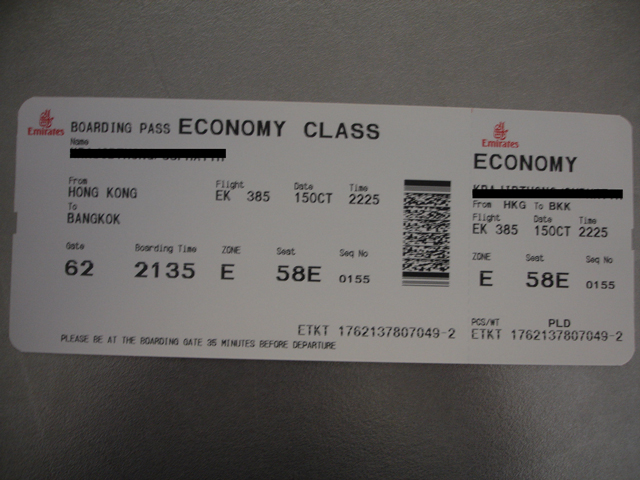 Emirates
BOARDING PASS ECONOMY CLASS
Name
From
HONG KONG
To
BANGKOK
Flight Date Time
EK 385 15OCT 2225
Gate Boarding Time ZONE Seat Seq No
62 2135 E 58E 0155
ETKT 1762137807049-2
PLEASE BE AT THE BOARDING GATE 35 MINUTES BEFORE DEPARTURE
Emirates
ECONOMY
From HKG To BKK
Flight Date Time
EK 385 15OCT 2225
ZONE Seat Seq No
E 58E 0155
PCS/WT PLD
ETKT 1762137807049-2